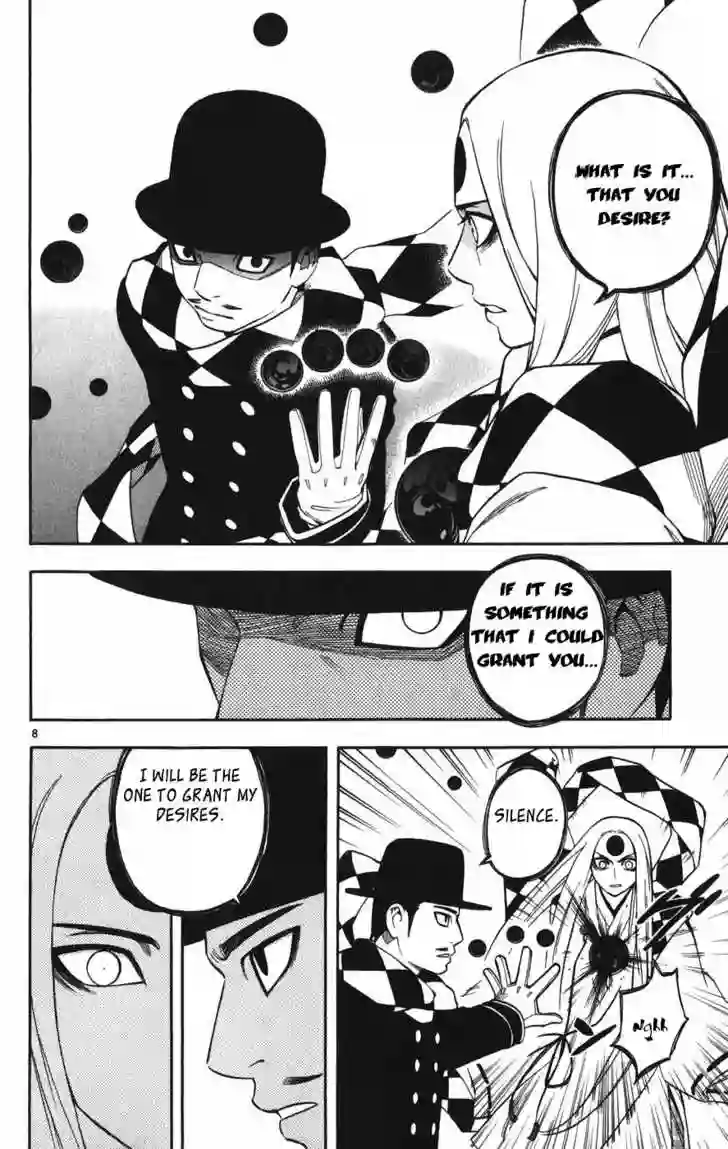 WHAT IS IT...
THAT YOU
DESIRE?
IF IT IS
SOMETHING
THAT I COULD
GRANT YOU...
8
SILENCE.
Nghh
I WILL BE THE
ONE TO GRANT MY
DESIRES.